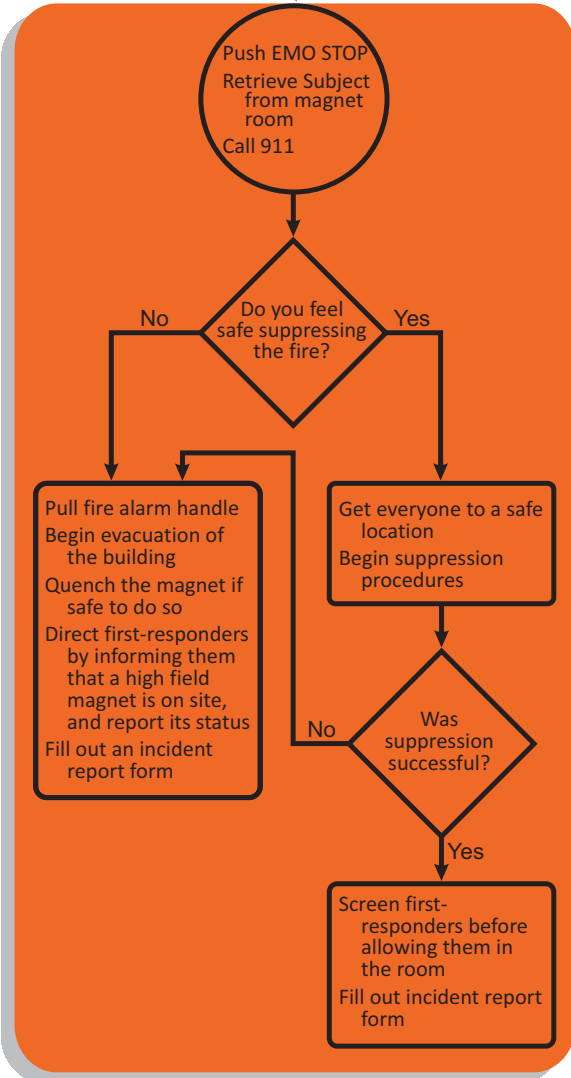 Push EMO STOP
Retrieve Subject
from magnet
room
Call 911
Do you feel
safe suppressing
the fire?
No
Yes
Pull fire alarm handle
Begin evacuation of
the building
Quench the magnet if
safe to do so
Direct first-responders
by informing them
that a high field
magnet is on site,
and report its status
Fill out an incident
report form
Get everyone to a safe
location
Begin suppression
procedures
Was
suppression
successful?
No
Yes
Screen first-
responders before
allowing them in
the room
Fill out incident report
form